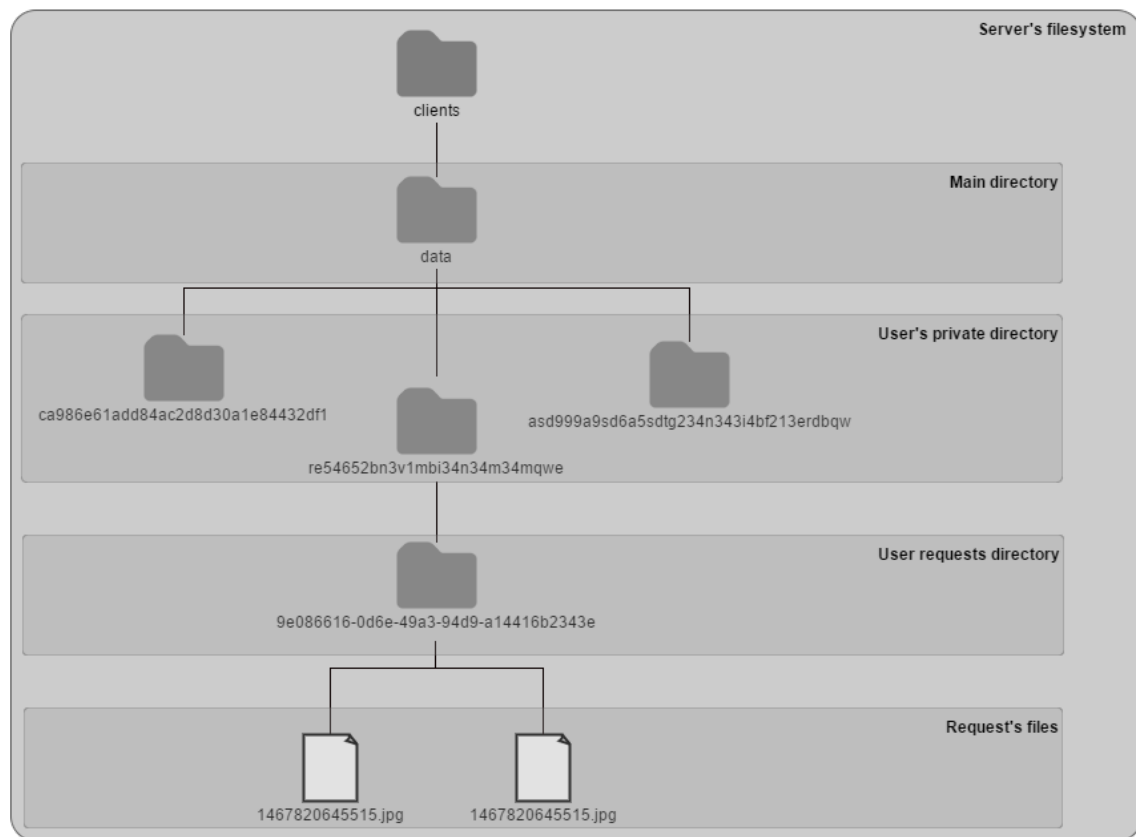 Server's filesystem
clients
Main directory
data
User's private directory
ca986e61add84ac2d8d30a1e84432df1
asd999a9sd6a5sdtg234n343i4bf213erdbqw
re54652bn3v1mbi34n34m34mqwe
User requests directory
9e086616-0d6e-49a3-94d9-a14416b2343e
Request's files
1467820645515.jpg
1467820645515.jpg